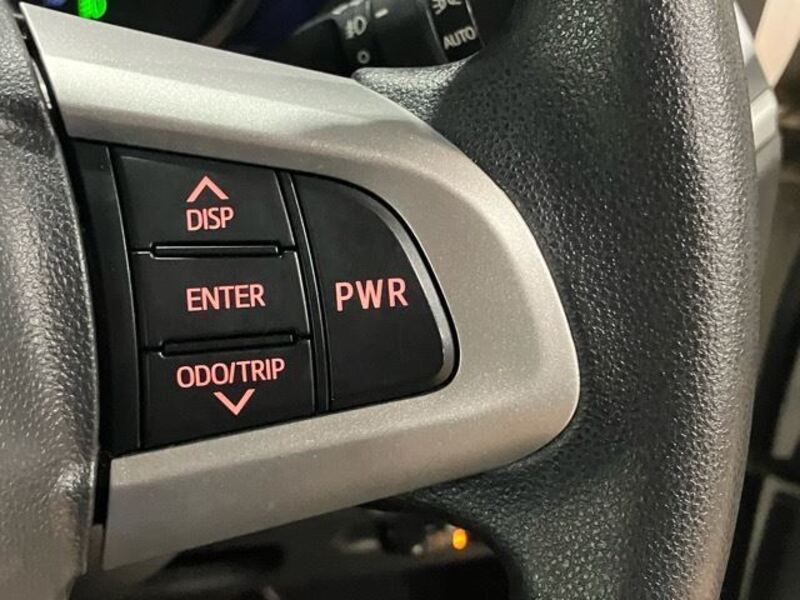 AUTO
DISP
ENTER
PWR
ODO/TRIP